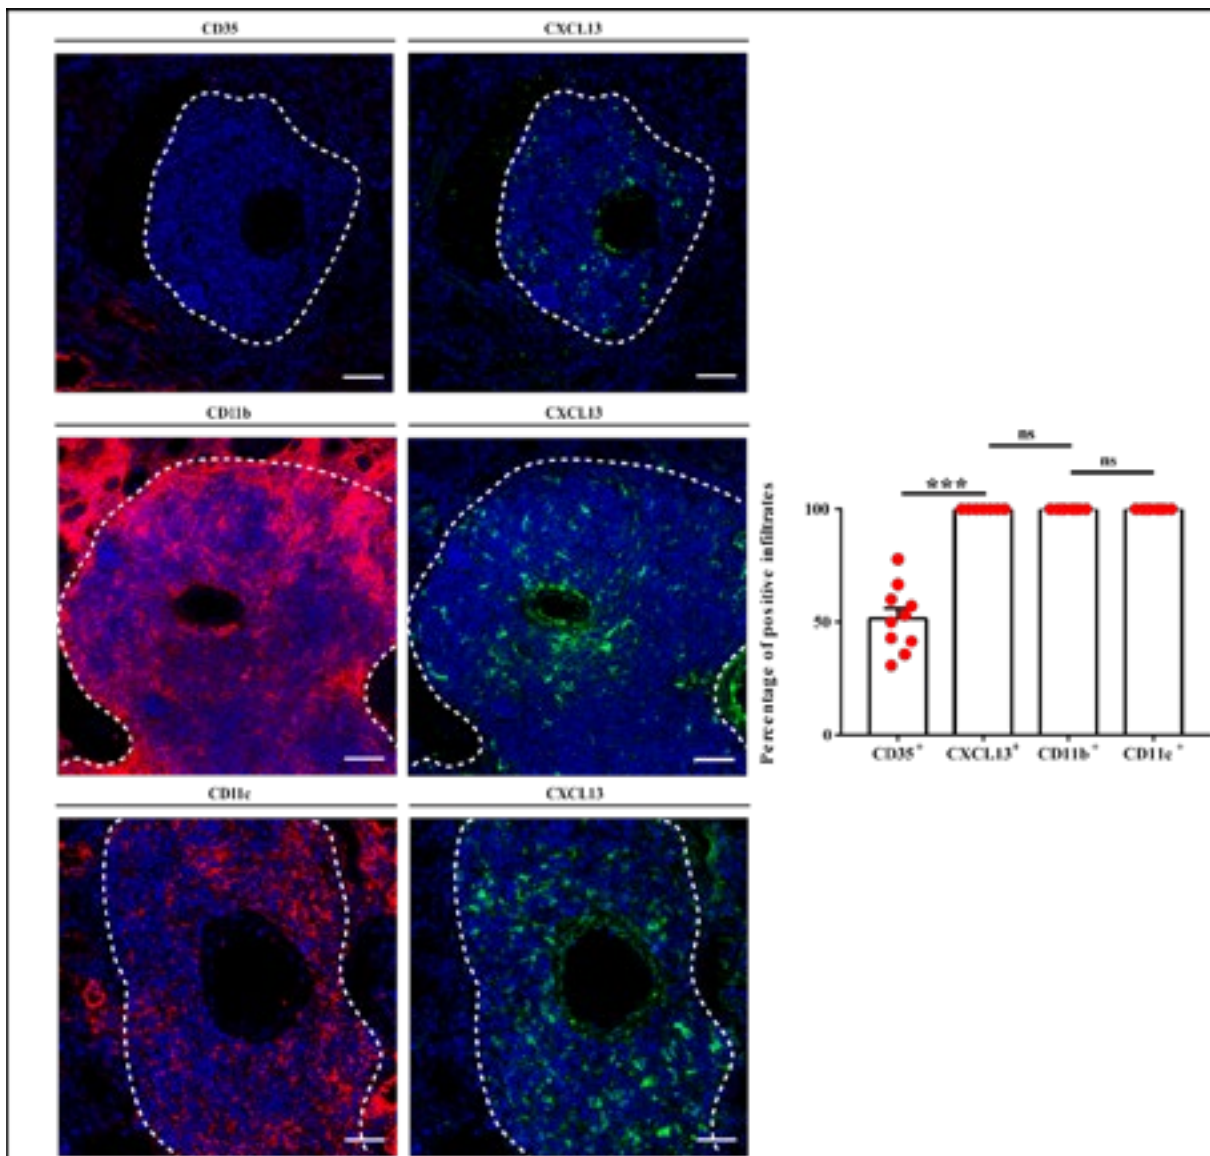 CD35 CXCL13
CD11b CXCL13
CD11c CXCL13
ns
ns
***
Percentage of positive infiltrates
100
50
0
CD35+ CXCL13+ CD11b+ CD11c+